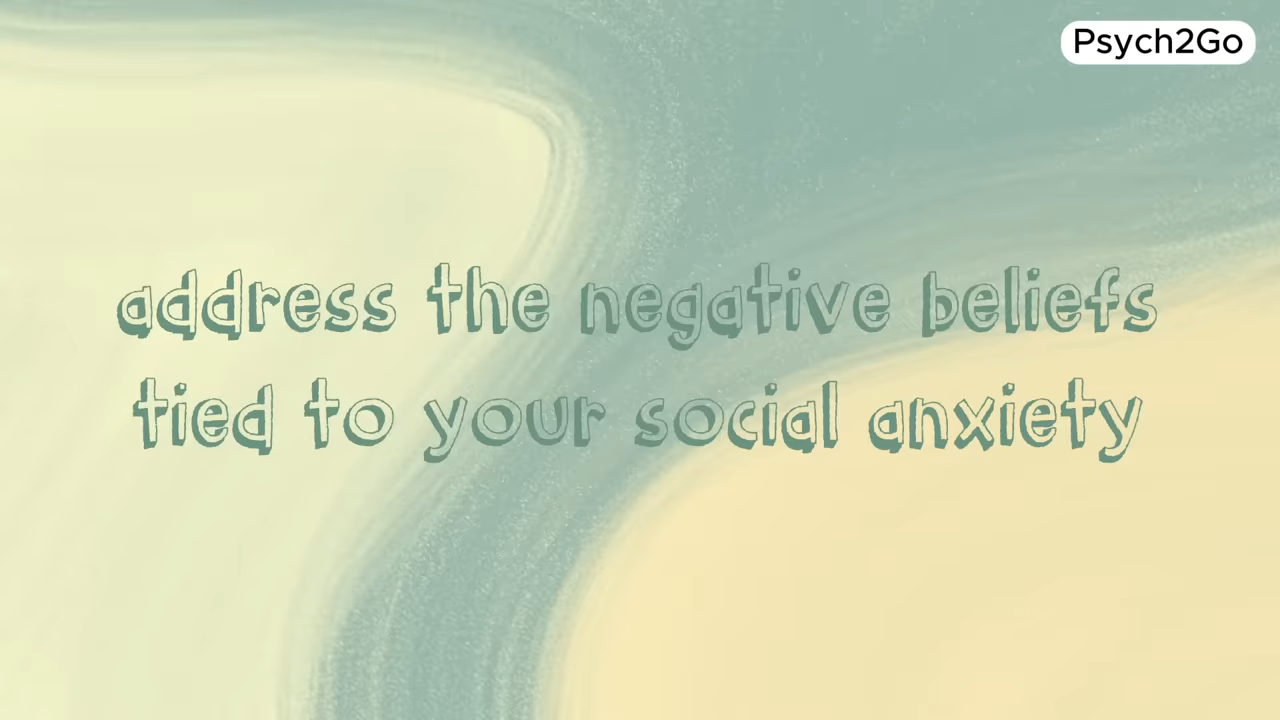 Psych2Go
address the negative beliefs
tied to your social anxiety